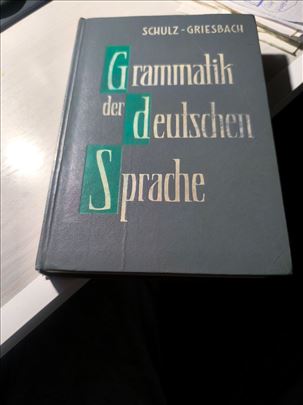 SCHULZ-GRIESBACH
Grammatik
der deutschen
Sprache